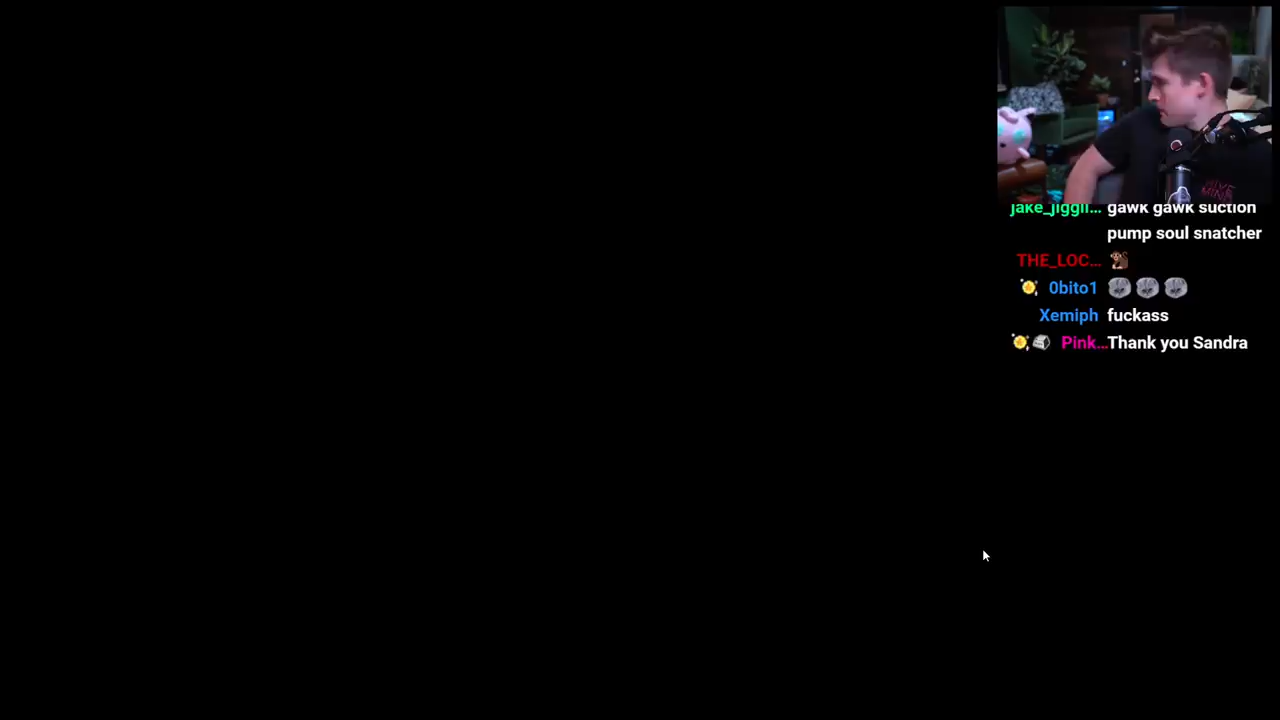 jake_jiggli... gawk gawk suction
pump soul snatcher
THE_LOC...
0bito1
Xemiph fuckass
Pink... Thank you Sandra